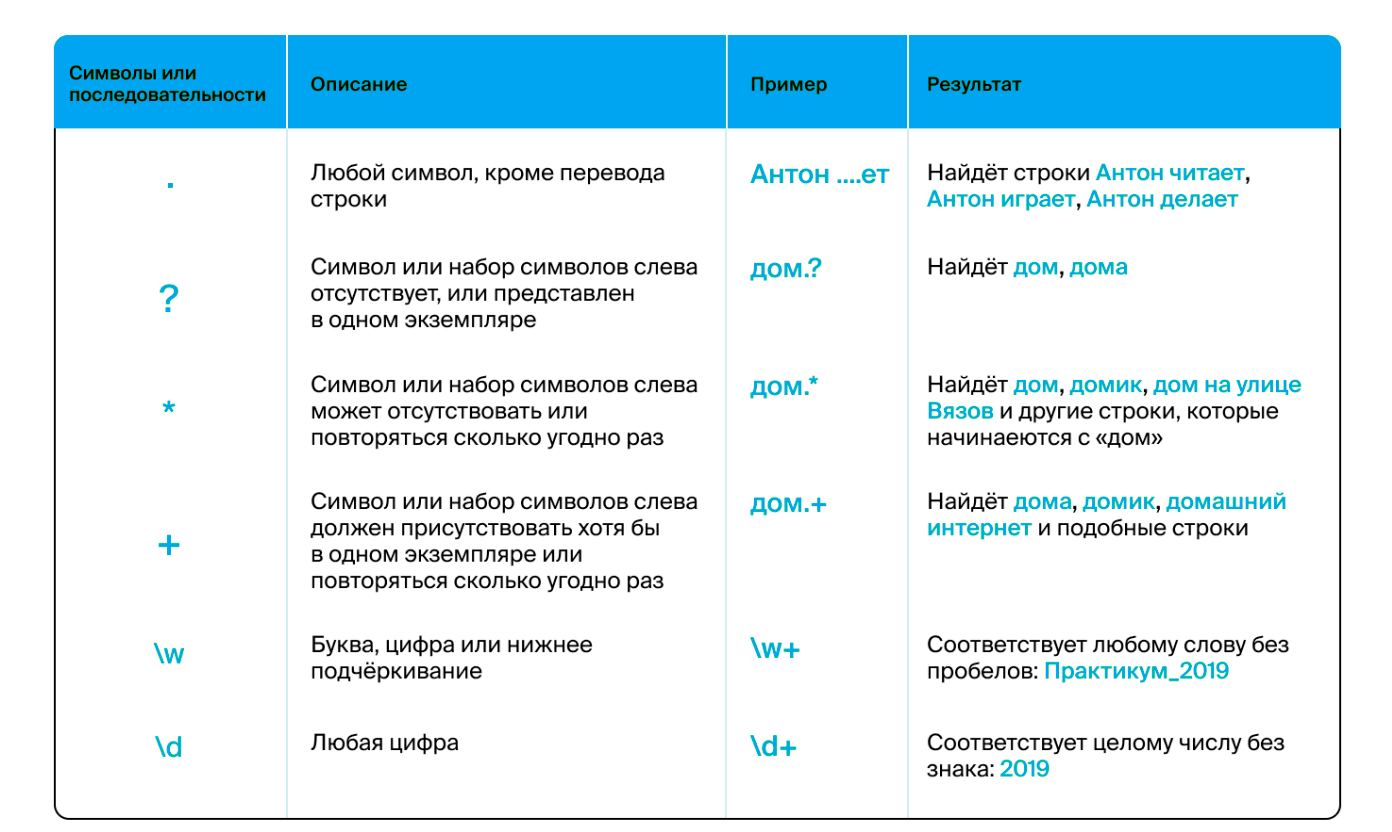 Символы или
последовательности
Описание
Пример
Результат
.
Любой символ, кроме перевода
строки
Антон ....ет
Найдёт строки Антон читает,
Антон играет, Антон делает
?
Символ или набор символов слева
отсутствует, или представлен
в одном экземпляре
дом.?
Найдёт дом, дома
*
Символ или набор символов слева
может отсутствовать или
повторяться сколько угодно раз
дом.*
Найдёт дом, домик, дом на улице
Вязов и другие строки, которые
начинаеются с «дом»
+
Символ или набор символов слева
должен присутствовать хотя бы
в одном экземпляре или
повторяться сколько угодно раз
дом.+
Найдёт дома, домик, домашний
интернет и подобные строки
\w
Буква, цифра или нижнее
подчёркивание
\w+
Соответствует любому слову без
пробелов: Практикум_2019
\d
Любая цифра
\d+
Соответствует целому числу без
знака: 2019